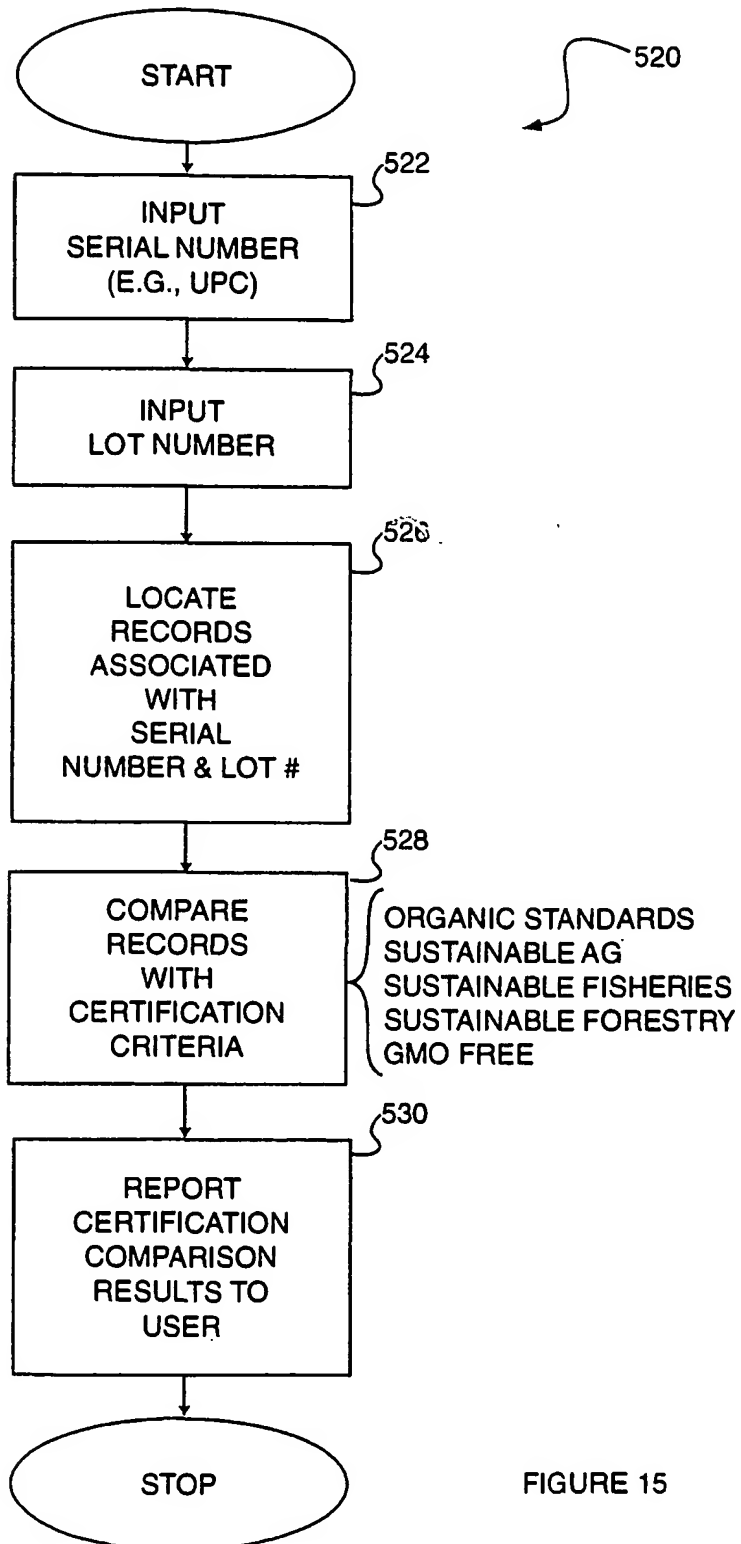 START
520
522
INPUT
SERIAL NUMBER
(E.G., UPC)
524
INPUT
LOT NUMBER
526
LOCATE
RECORDS
ASSOCIATED
WITH
SERIAL
NUMBER & LOT #
528
COMPARE
RECORDS
WITH
CERTIFICATION
CRITERIA
ORGANIC STANDARDS
SUSTAINABLE AG
SUSTAINABLE FISHERIES
SUSTAINABLE FORESTRY
GMO FREE
530
REPORT
CERTIFICATION
COMPARISON
RESULTS TO
USER
STOP
FIGURE 15